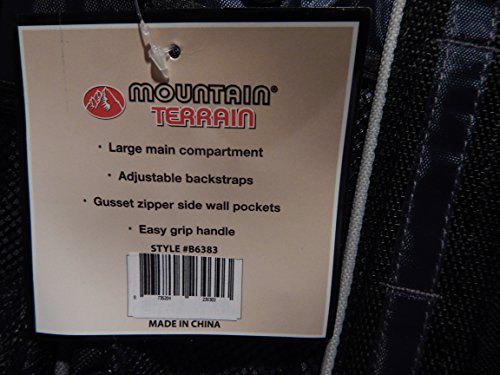 MOUNTAIN®
TERRAIN
• Large main compartment
• Adjustable backstraps
• Gusset zipper side wall pockets
• Easy grip handle
STYLE #B6383
MADE IN CHINA